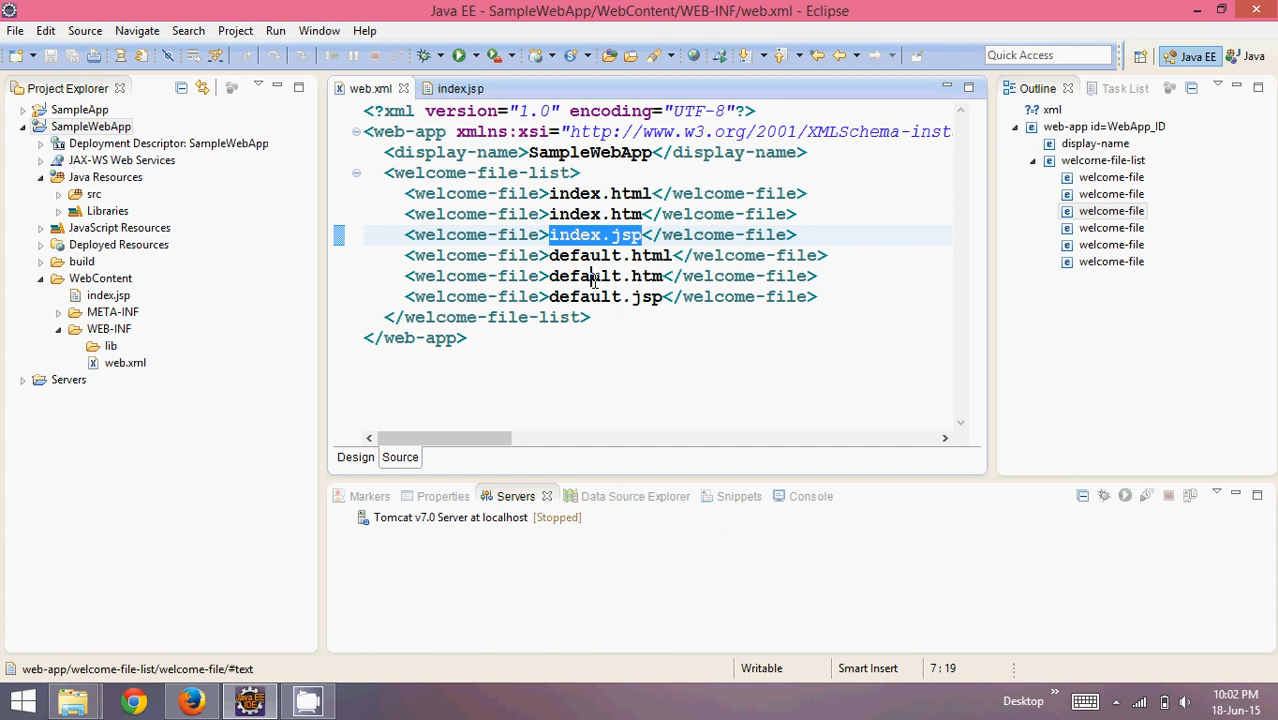 Java EE - SampleWebApp/WebContent/WEB-INF/web.xml - Eclipse
File Edit Source Navigate Search Project Run Window Help
Quick Access
Java EE
Java
Project Explorer
SampleApp
SampleWebApp
Deployment Descriptor: SampleWebApp
JAX-WS Web Services
Java Resources
src
Libraries
JavaScript Resources
Deployed Resources
build
WebContent
index.jsp
META-INF
WEB-INF
lib
web.xml
Servers
web.xml
index.jsp
<?xml version="1.0" encoding="UTF-8"?>
<web-app xmlns:xsi="http://www.w3.org/2001/XMLSchema-inst
<display-name>SampleWebApp</display-name>
<welcome-file-list>
<welcome-file>index.html</welcome-file>
<welcome-file>index.htm</welcome-file>
<welcome-file>index.jsp</welcome-file>
<welcome-file>default.html</welcome-file>
<welcome-file>default.htm</welcome-file>
<welcome-file>default.jsp</welcome-file>
</welcome-file-list>
</web-app>
Design Source
Outline
Task List
xml
web-app id=WebApp_ID
display-name
welcome-file-list
welcome-file
welcome-file
welcome-file
welcome-file
welcome-file
welcome-file
Markers Properties Servers Data Source Explorer Snippets Console
Tomcat v7.0 Server at localhost [Stopped]
web-app/welcome-file-list/welcome-file/#text
Writable
Smart Insert
7 : 19
Java EE
IDE
Desktop
10:02 PM
18-Jun-15